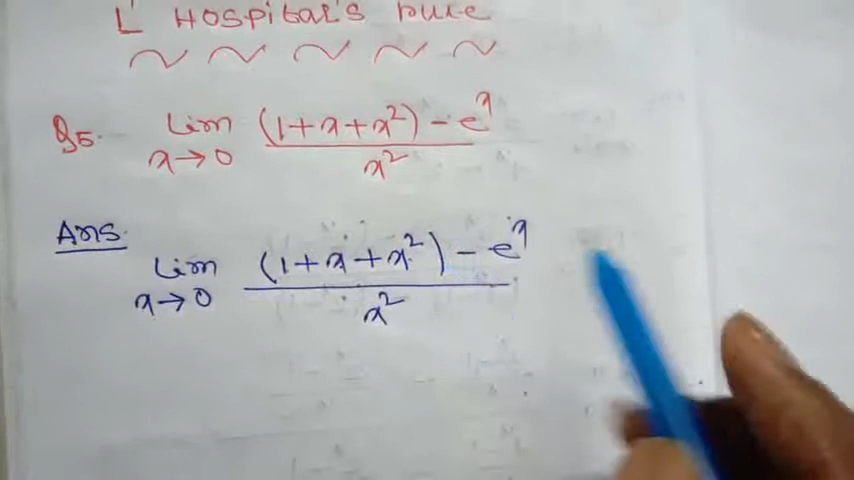 L' Hospital's Rule
Q5. Lim x→0 (1+x+x²) - eˣ / x²
Ans. Lim x→0 (1+x+x²) - eˣ / x²